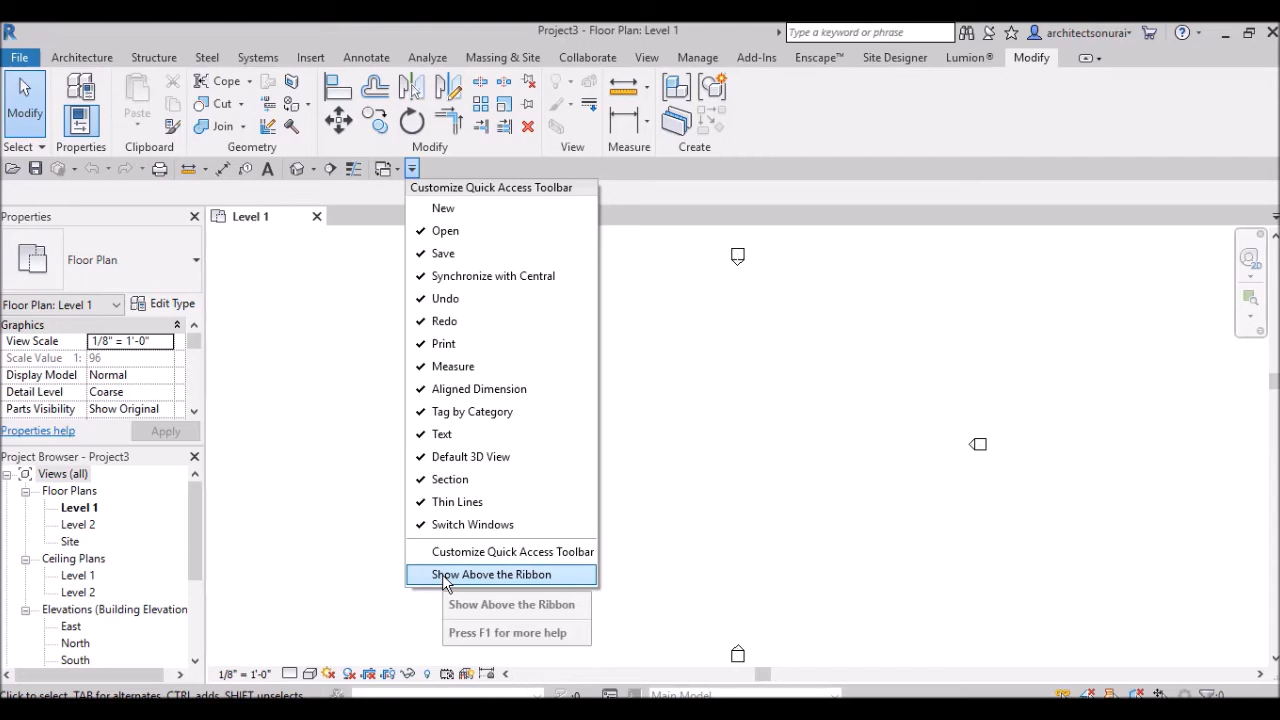 Project3 - Floor Plan: Level 1
Type a keyword or phrase
architectsonurai
File Architecture Structure Steel Systems Insert Annotate Analyze Massing & Site Collaborate View Manage Add-Ins Enscape™ Site Designer Lumion® Modify
Modify
Paste
Cope
Cut
Join
Select Properties Clipboard Geometry Modify View Measure Create
A
Customize Quick Access Toolbar
New
Open
Save
Synchronize with Central
Undo
Redo
Print
Measure
Aligned Dimension
Tag by Category
Text
Default 3D View
Section
Thin Lines
Switch Windows
Customize Quick Access Toolbar
Show Above the Ribbon
Show Above the Ribbon
Press F1 for more help
Properties
Level 1
Floor Plan
Floor Plan: Level 1
Edit Type
Graphics
View Scale 1/8" = 1'-0"
Scale Value 1: 96
Display Model Normal
Detail Level Coarse
Parts Visibility Show Original
Properties help
Apply
Project Browser - Project3
Views (all)
Floor Plans
Level 1
Level 2
Site
Ceiling Plans
Level 1
Level 2
Elevations (Building Elevation
East
North
South
2D
1/8" = 1'-0"
Click to select, TAB for alternates, CTRL adds, SHIFT unselects.
:0
Main Model
:0